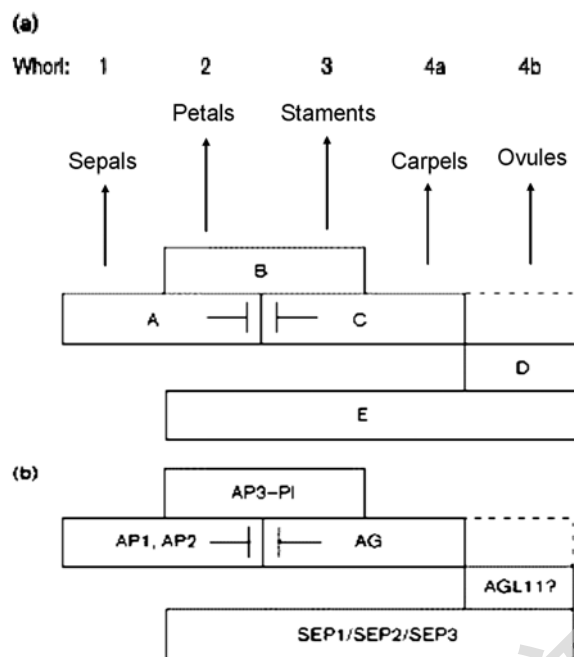 (a)
Whorl: 1 2 3 4a 4b
Petals Staments
Sepals Carpels Ovules
B
A C
D
E
(b)
AP3-PI
AP1, AP2 AG
AGL11?
SEP1/SEP2/SEP3